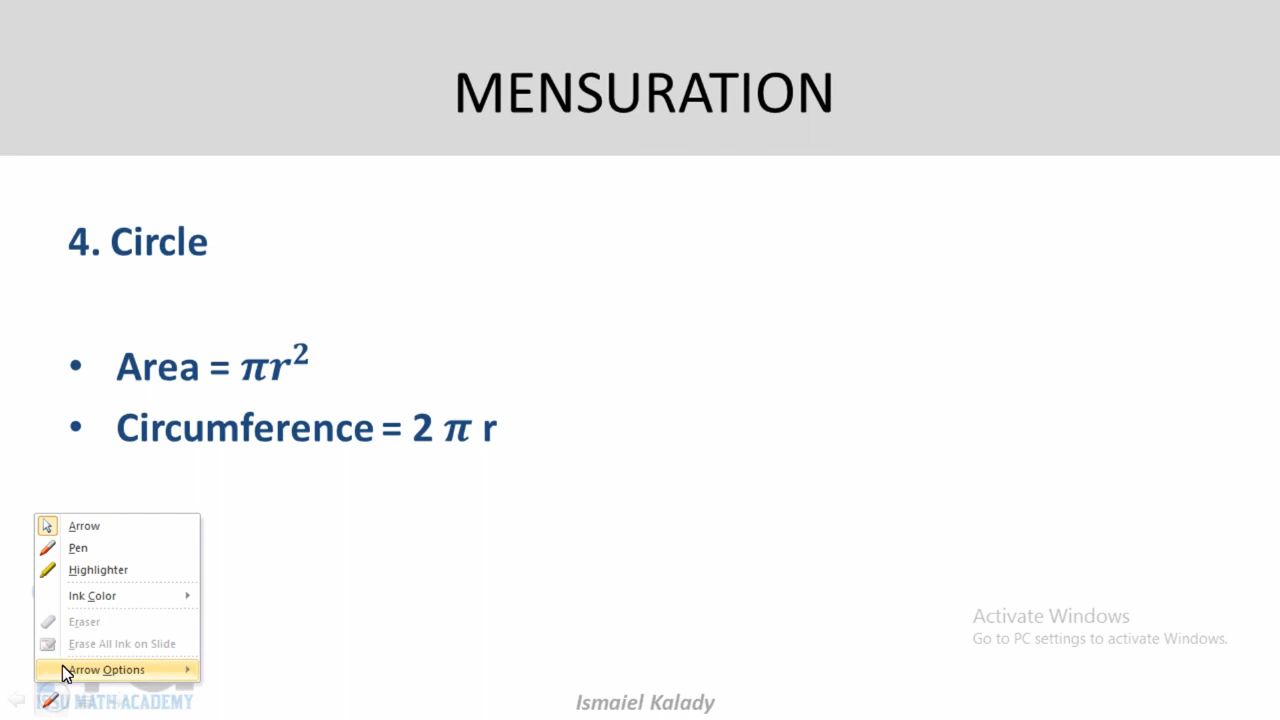 MENSURATION
4. Circle
• Area = πr²
• Circumference = 2 π r
Arrow
Pen
Highlighter
Ink Color
Eraser
Erase All Ink on Slide
Arrow Options
MATH ACADEMY
Activate Windows
Go to PC settings to activate Windows.
Ismaiel Kalady